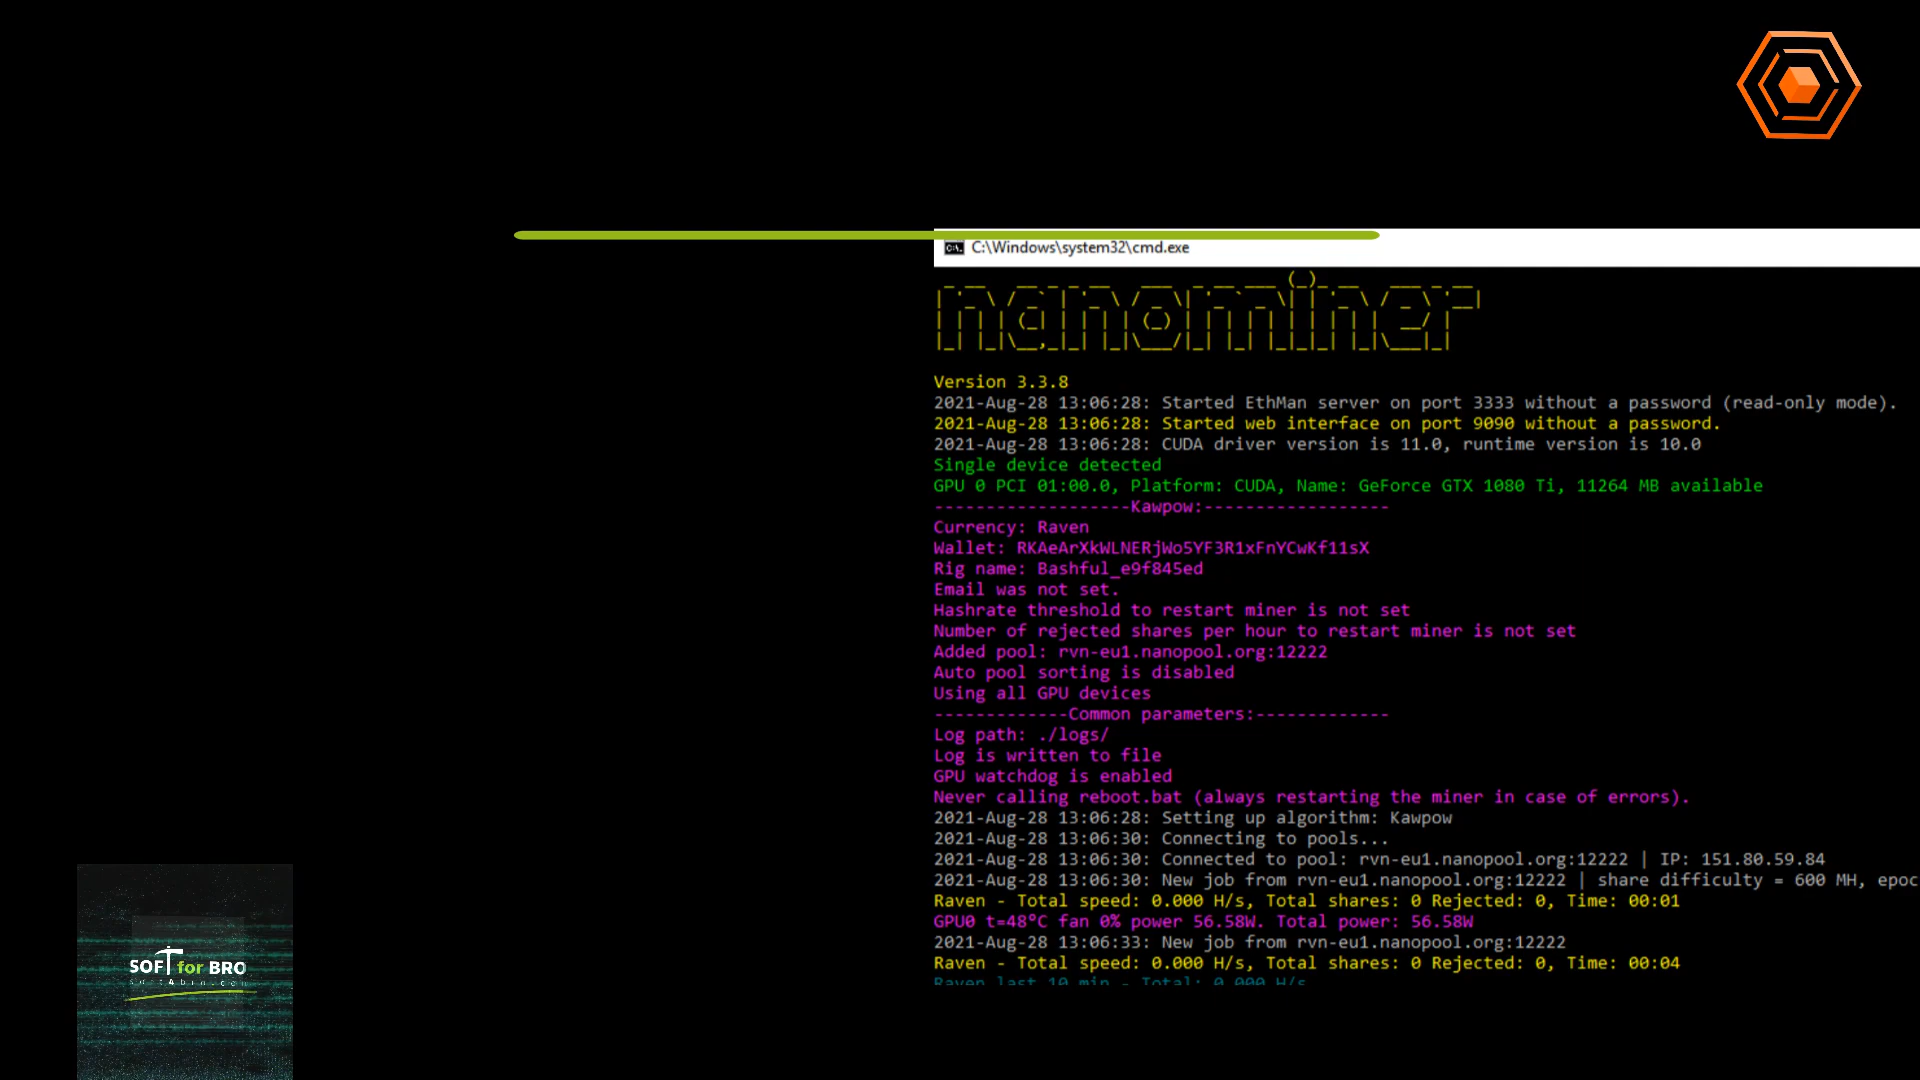 C:\Windows\system32\cmd.exe
nanominer
Version 3.3.8
2021-Aug-28 13:06:28: Started EthMan server on port 3333 without a password (read-only mode).
2021-Aug-28 13:06:28: Started web interface on port 9090 without a password.
2021-Aug-28 13:06:28: CUDA driver version is 11.0, runtime version is 10.0
Single device detected
GPU 0 PCI 01:00.0, Platform: CUDA, Name: GeForce GTX 1080 Ti, 11264 MB available
-------------------Kawpow:------------------
Currency: Raven
Wallet: RKAeArXkWLNERjWo5YF3R1xFnYCwKf11sX
Rig name: Bashful_e9f845ed
Email was not set.
Hashrate threshold to restart miner is not set
Number of rejected shares per hour to restart miner is not set
Added pool: rvn-eu1.nanopool.org:12222
Auto pool sorting is disabled
Using all GPU devices
-------------Common parameters:-------------
Log path: ./logs/
Log is written to file
GPU watchdog is enabled
Never calling reboot.bat (always restarting the miner in case of errors).
2021-Aug-28 13:06:28: Setting up algorithm: Kawpow
2021-Aug-28 13:06:30: Connecting to pools...
2021-Aug-28 13:06:30: Connected to pool: rvn-eu1.nanopool.org:12222 | IP: 151.80.59.84
2021-Aug-28 13:06:30: New job from rvn-eu1.nanopool.org:12222 | share difficulty = 600 MH, epoc
Raven - Total speed: 0.000 H/s, Total shares: 0 Rejected: 0, Time: 00:01
GPU0 t=48°C fan 0% power 56.58W. Total power: 56.58W
2021-Aug-28 13:06:33: New job from rvn-eu1.nanopool.org:12222
Raven - Total speed: 0.000 H/s, Total shares: 0 Rejected: 0, Time: 00:04
Raven last 10 min - Total: 0.000 H/s
SOFT for BRO
soft4bro.com